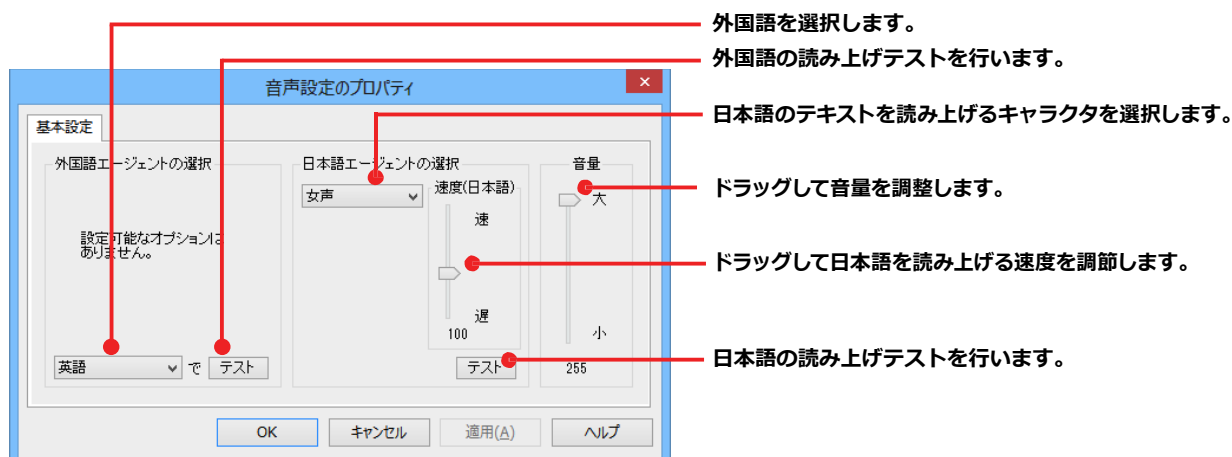 外国語を選択します。
外国語の読み上げテストを行います。
音声設定のプロパティ
×
日本語のテキストを読み上げるキャラクタを選択します。
基本設定
外国語エージェントの選択
日本語エージェントの選択
音量
速度(日本語)
女声
大
ドラッグして音量を調整します。
速
設定可能なオプションは
ありません。
ドラッグして日本語を読み上げる速度を調節します。
遅
100
小
日本語の読み上げテストを行います。
英語 で テスト
テスト
255
OK キャンセル 適用(A) ヘルプ